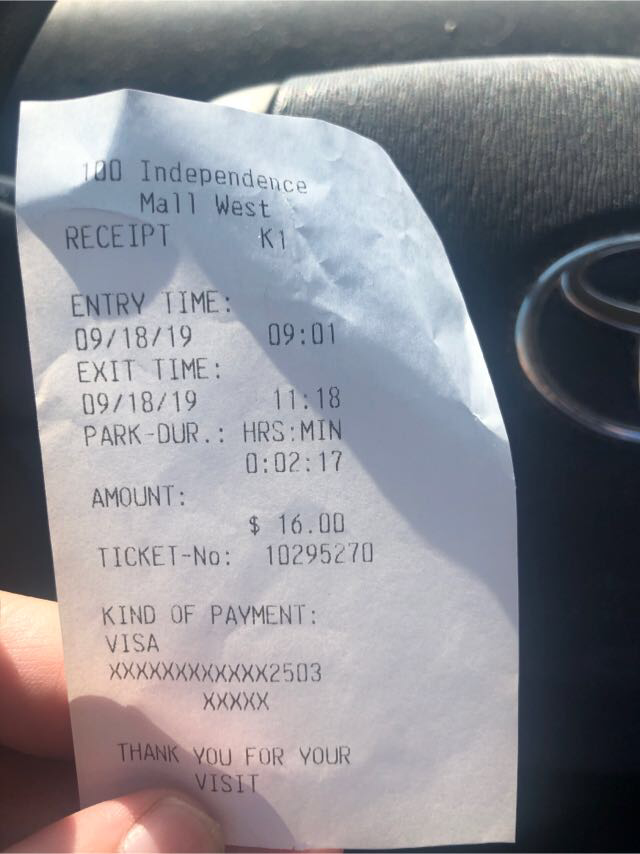 100 Independence
Mall West
RECEIPT K1
ENTRY TIME:
09/18/19 09:01
EXIT TIME:
09/18/19 11:18
PARK-DUR.: HRS:MIN
0:02:17
AMOUNT:
$ 16.00
TICKET-No: 10295270
KIND OF PAYMENT:
VISA
XXXXXXXXXXXX2503
XXXXX
THANK YOU FOR YOUR
VISIT